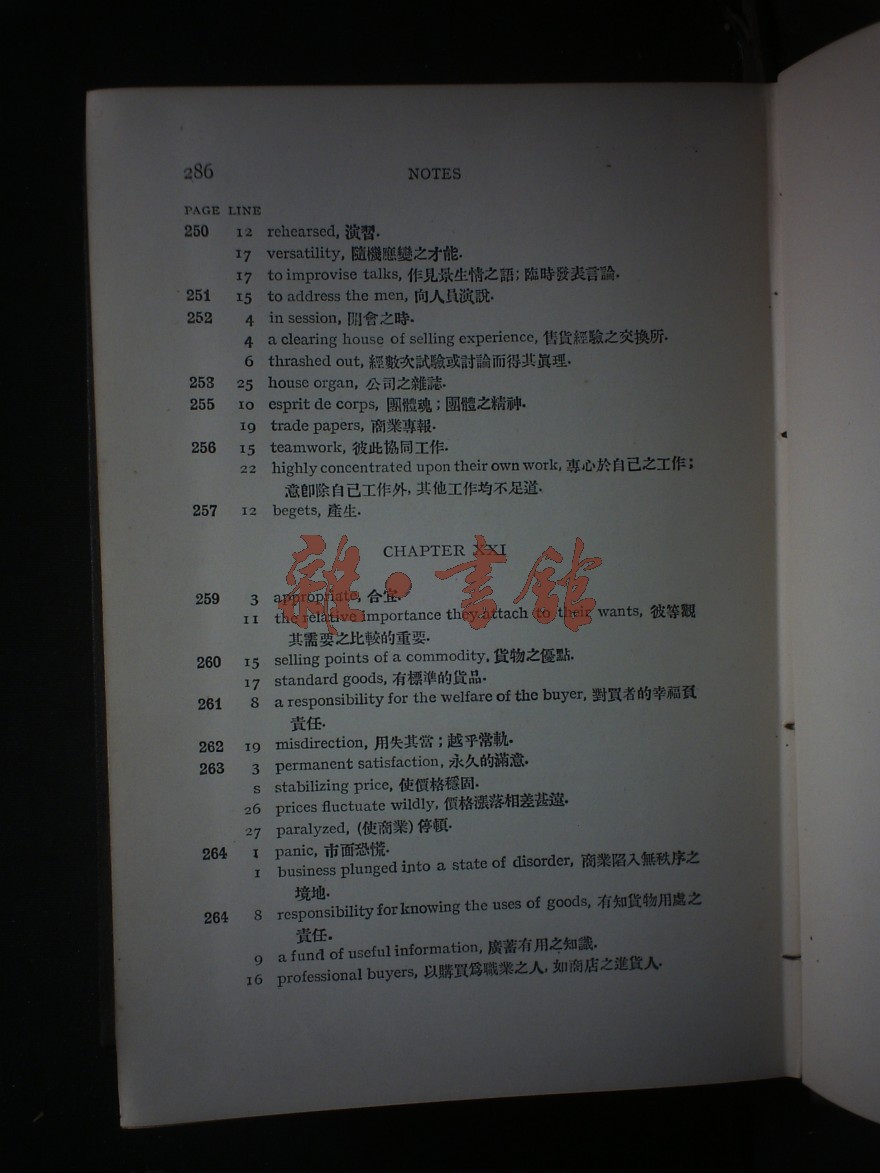 286 NOTES
PAGE LINE
250 12 rehearsed, 演習.
17 versatility, 隨機應變之才能.
17 to improvise talks, 作見景生情之語; 臨時發表言論.
251 15 to address the men, 向人員演說.
252 4 in session, 開會之時.
4 a clearing house of selling experience, 售貨經驗之交換所.
6 thrashed out, 經數次試驗或討論而得其眞理.
253 25 house organ, 公司之雜誌.
255 10 esprit de corps, 團體魂; 團體之精神.
19 trade papers, 商業專報.
256 15 teamwork, 彼此協同工作.
22 highly concentrated upon their own work, 專心於自己之工作;
意卽除自己工作外, 其他工作均不足道.
257 12 begets, 產生.
CHAPTER XXI
雜·書館
259 3 appropriate, 合宜.
11 the relative importance they attach to their wants, 彼等觀
其需要之比較的重要.
260 15 selling points of a commodity, 貨物之優點.
17 standard goods, 有標準的貨品.
261 8 a responsibility for the welfare of the buyer, 對買者的幸福負
責任.
262 19 misdirection, 用失其當; 越乎常軌.
263 3 permanent satisfaction, 永久的滿意.
s stabilizing price, 使價格穩固.
26 prices fluctuate wildly, 價格漲落相差甚遠.
27 paralyzed, (使商業) 停頓.
264 1 panic, 市面恐慌.
1 business plunged into a state of disorder, 商業陷入無秩序之
境地.
264 8 responsibility for knowing the uses of goods, 有知貨物用處之
責任.
9 a fund of useful information, 廣蓄有用之知識.
16 professional buyers, 以購買爲職業之人, 如商店之進貨人.